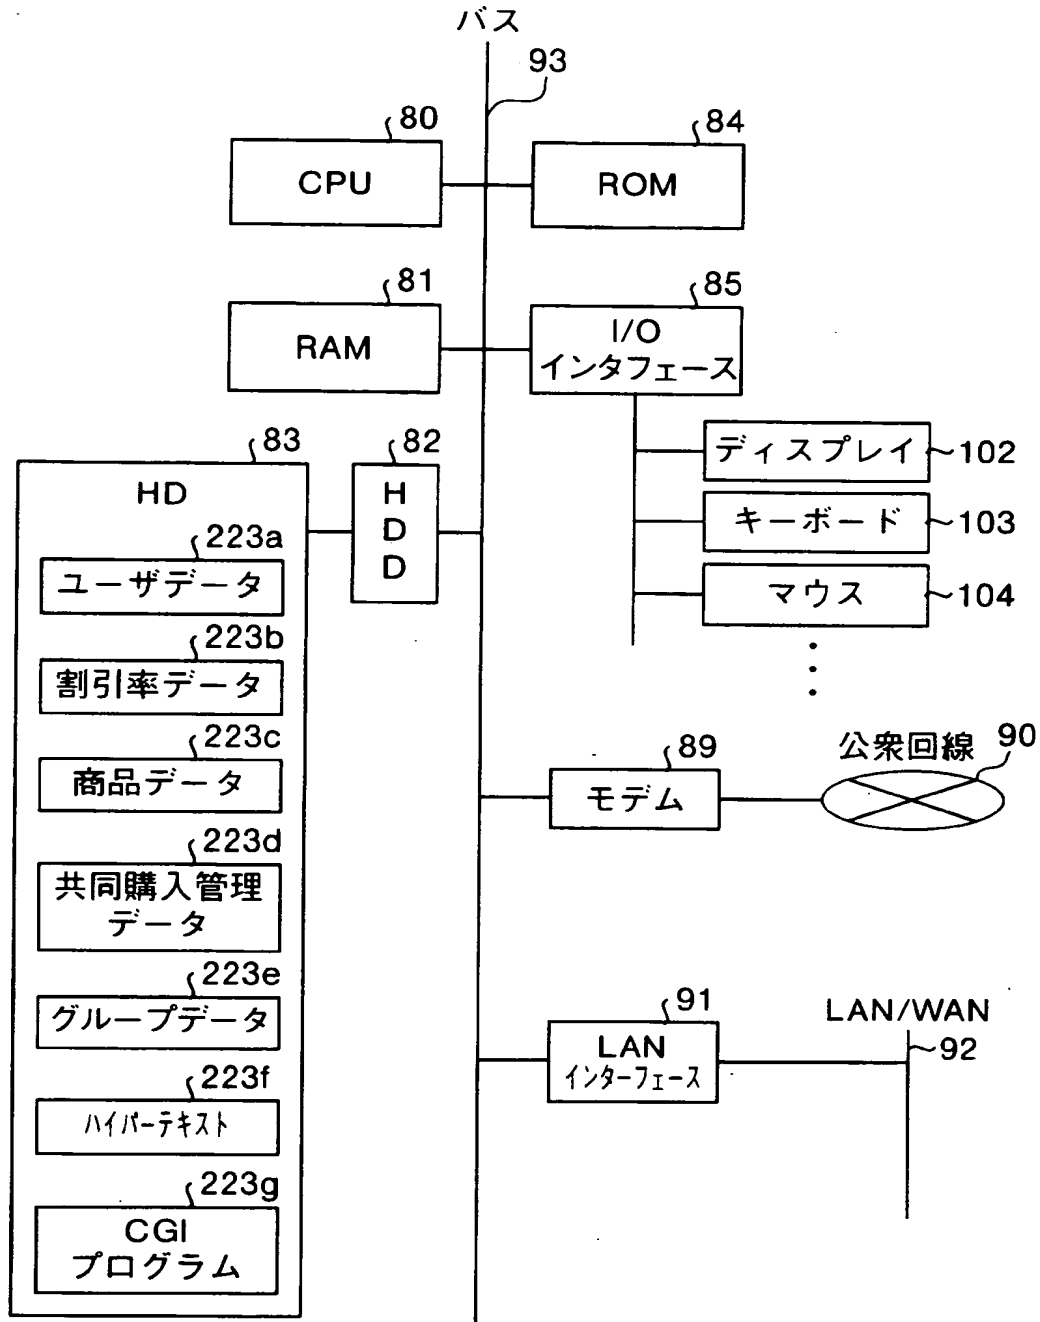 バス
93
80
CPU
84
ROM
81
RAM
85
I/O
インタフェース
83
HD
82
HDD
ディスプレイ
102
キーボード
103
マウス
104
223a
ユーザデータ
223b
割引率データ
223c
商品データ
223d
共同購入管理
データ
223e
グループデータ
223f
ハイパーテキスト
223g
CGI
プログラム
89
モデム
公衆回線
90
91
LAN
インターフェース
LAN/WAN
92